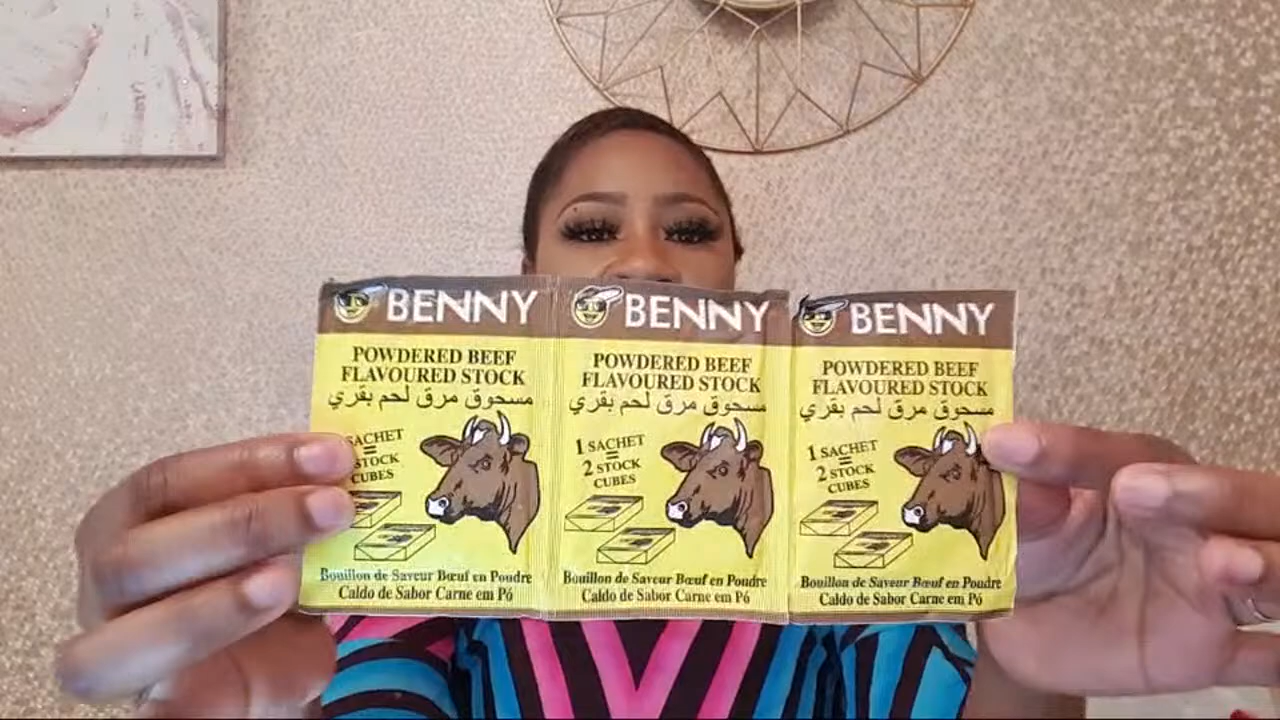 BENNY
POWDERED BEEF
FLAVOURED STOCK
مسحوق مرق لحم بقري
SACHET
=
STOCK
CUBES
Bouillon de Saveur Bœuf en Poudre
Caldo de Sabor Carne em Pó
BENNY
POWDERED BEEF
FLAVOURED STOCK
مسحوق مرق لحم بقري
1 SACHET
=
2 STOCK
CUBES
Bouillon de Saveur Bœuf en Poudre
Caldo de Sabor Carne em Pó
BENNY
POWDERED BEEF
FLAVOURED STOCK
مسحوق مرق لحم بقري
1 SACHET
=
2 STOCK
CUBES
Bouillon de Saveur Bœuf en Poudre
Caldo de Sabor Carne em Pó